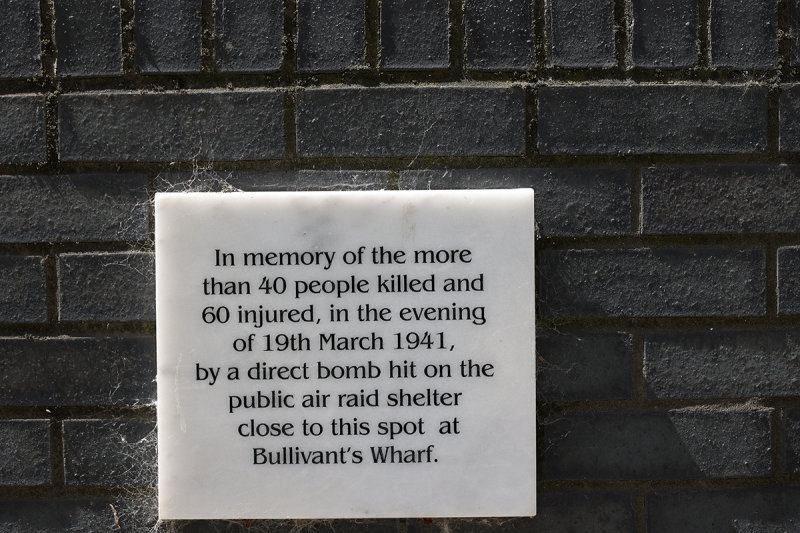 In memory of the more
than 40 people killed and
60 injured, in the evening
of 19th March 1941,
by a direct bomb hit on the
public air raid shelter
close to this spot at
Bullivant's Wharf.